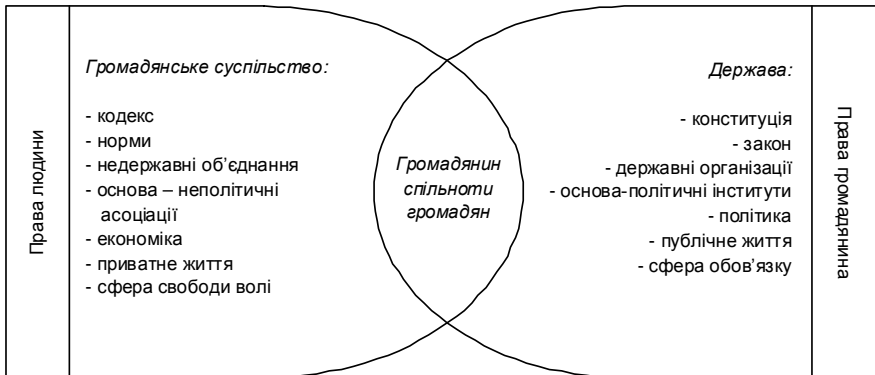 Права людини
Громадянське суспільство:
- кодекс
- норми
- недержавні об’єднання
- основа – неполітичні
асоціації
- економіка
- приватне життя
- сфера свободи волі
Громадянин
спільноти
громадян
Держава:
- конституція
- закон
- державні організації
- основа-політичні інститути
- політика
- публічне життя
- сфера обов’язку
Права громадянина